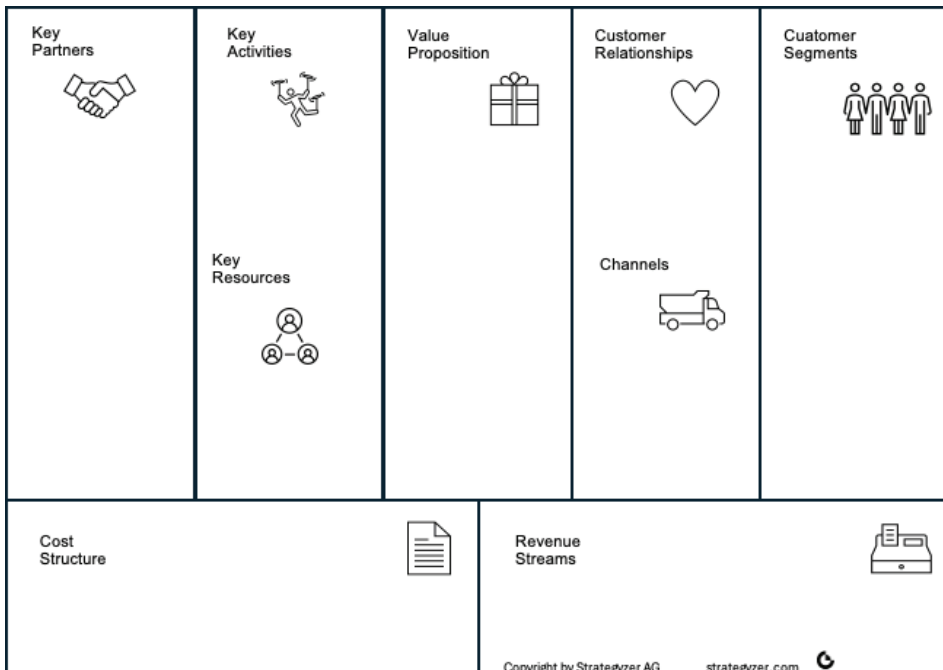 Key
Partners
Key
Activities
Value
Proposition
Customer
Relationships
Cuatomer
Segments
Key
Resources
Channels
Cost
Structure
Revenue
Streams
Copyright by Strategyzer AG
strategyzer.com